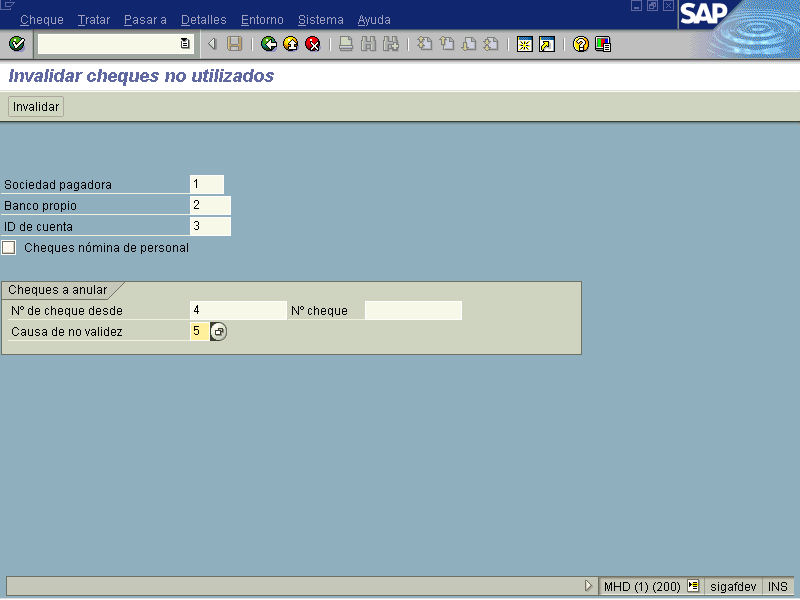 Cheque Tratar Pasar a Detalles Entorno Sistema Ayuda
SAP
Invalidar cheques no utilizados
Invalidar
Sociedad pagadora 1
Banco propio 2
ID de cuenta 3
Cheques nómina de personal
Cheques a anular
Nº de cheque desde 4 Nº cheque
Causa de no validez 5
MHD (1) (200) sigafdev INS